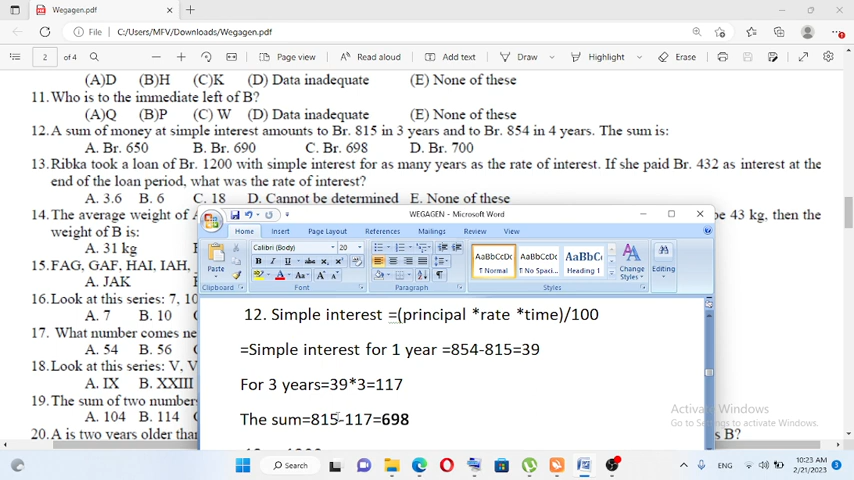 Wegagen.pdf
File
C:/Users/MFV/Downloads/Wegagen.pdf
2 of 4
Page view
Read aloud
Add text
Draw
Highlight
Erase
(A)D (B)H (C)K (D) Data inadequate (E) None of these
11. Who is to the immediate left of B?
(A)Q (B)P (C) W (D) Data inadequate (E) None of these
12. A sum of money at simple interest amounts to Br. 815 in 3 years and to Br. 854 in 4 years. The sum is:
A. Br. 650 B. Br. 690 C. Br. 698 D. Br. 700
13. Ribka took a loan of Br. 1200 with simple interest for as many years as the rate of interest. If she paid Br. 432 as interest at the
end of the loan period, what was the rate of interest?
A. 3.6 B. 6 C. 18 D. Cannot be determined E. None of these
14. The average weight of A
be 43 kg, then the
weight of B is:
A. 31 kg
15. FAG, GAF, HAI, IAH,
A. JAK
16. Look at this series: 7, 10
A. 7 B. 10
17. What number comes ne
A. 54 B. 56
18. Look at this series: V, V
A. IX B. XXIII
19. The sum of two number
A. 104 B. 114
20. A is two years older than
s B?
WEGAGEN - Microsoft Word
Home Insert Page Layout References Mailings Review View
Paste
Clipboard
Calibri (Body) 20
B I U abc x₂ x² 
Aa A A
Font
Paragraph
AaBbCcDc AaBbCcDc AaBbCc
¶ Normal ¶ No Spaci... Heading 1
Change
Styles
Styles
Editing
12. Simple interest =(principal *rate *time)/100
=Simple interest for 1 year =854-815=39
For 3 years=39*3=117
The sum=815-117=698
Activate Windows
Go to Settings to activate Windows.
Search
ENG
10:23 AM
2/21/2023
3